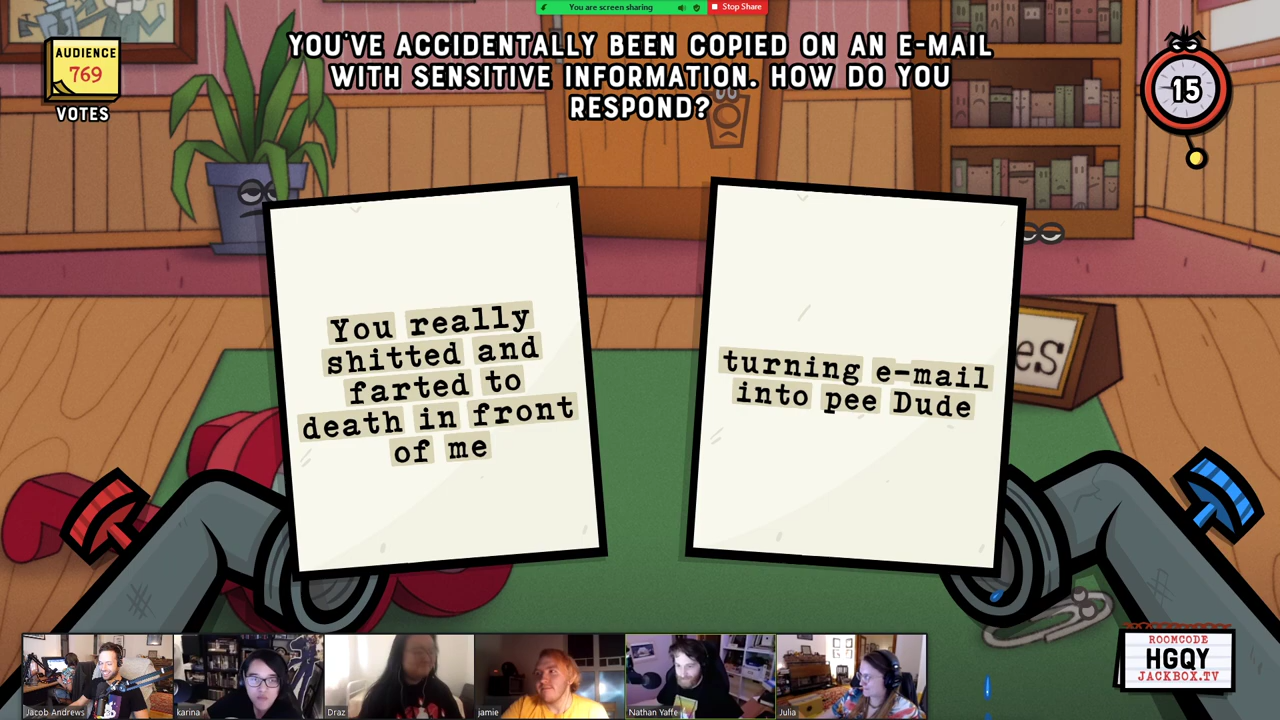 You are screen sharing
Stop Share
AUDIENCE
769
VOTES
YOU'VE ACCIDENTALLY BEEN COPIED ON AN E-MAIL
WITH SENSITIVE INFORMATION. HOW DO YOU
RESPOND?
15
You really
shitted and
farted to
death in front
of me
turning e-mail
into pee Dude
es
Jacob Andrews
karina
Draz
jamie
Nathan Yaffe
Julia
ROOMCODE
HGQY
JACKBOX.TV